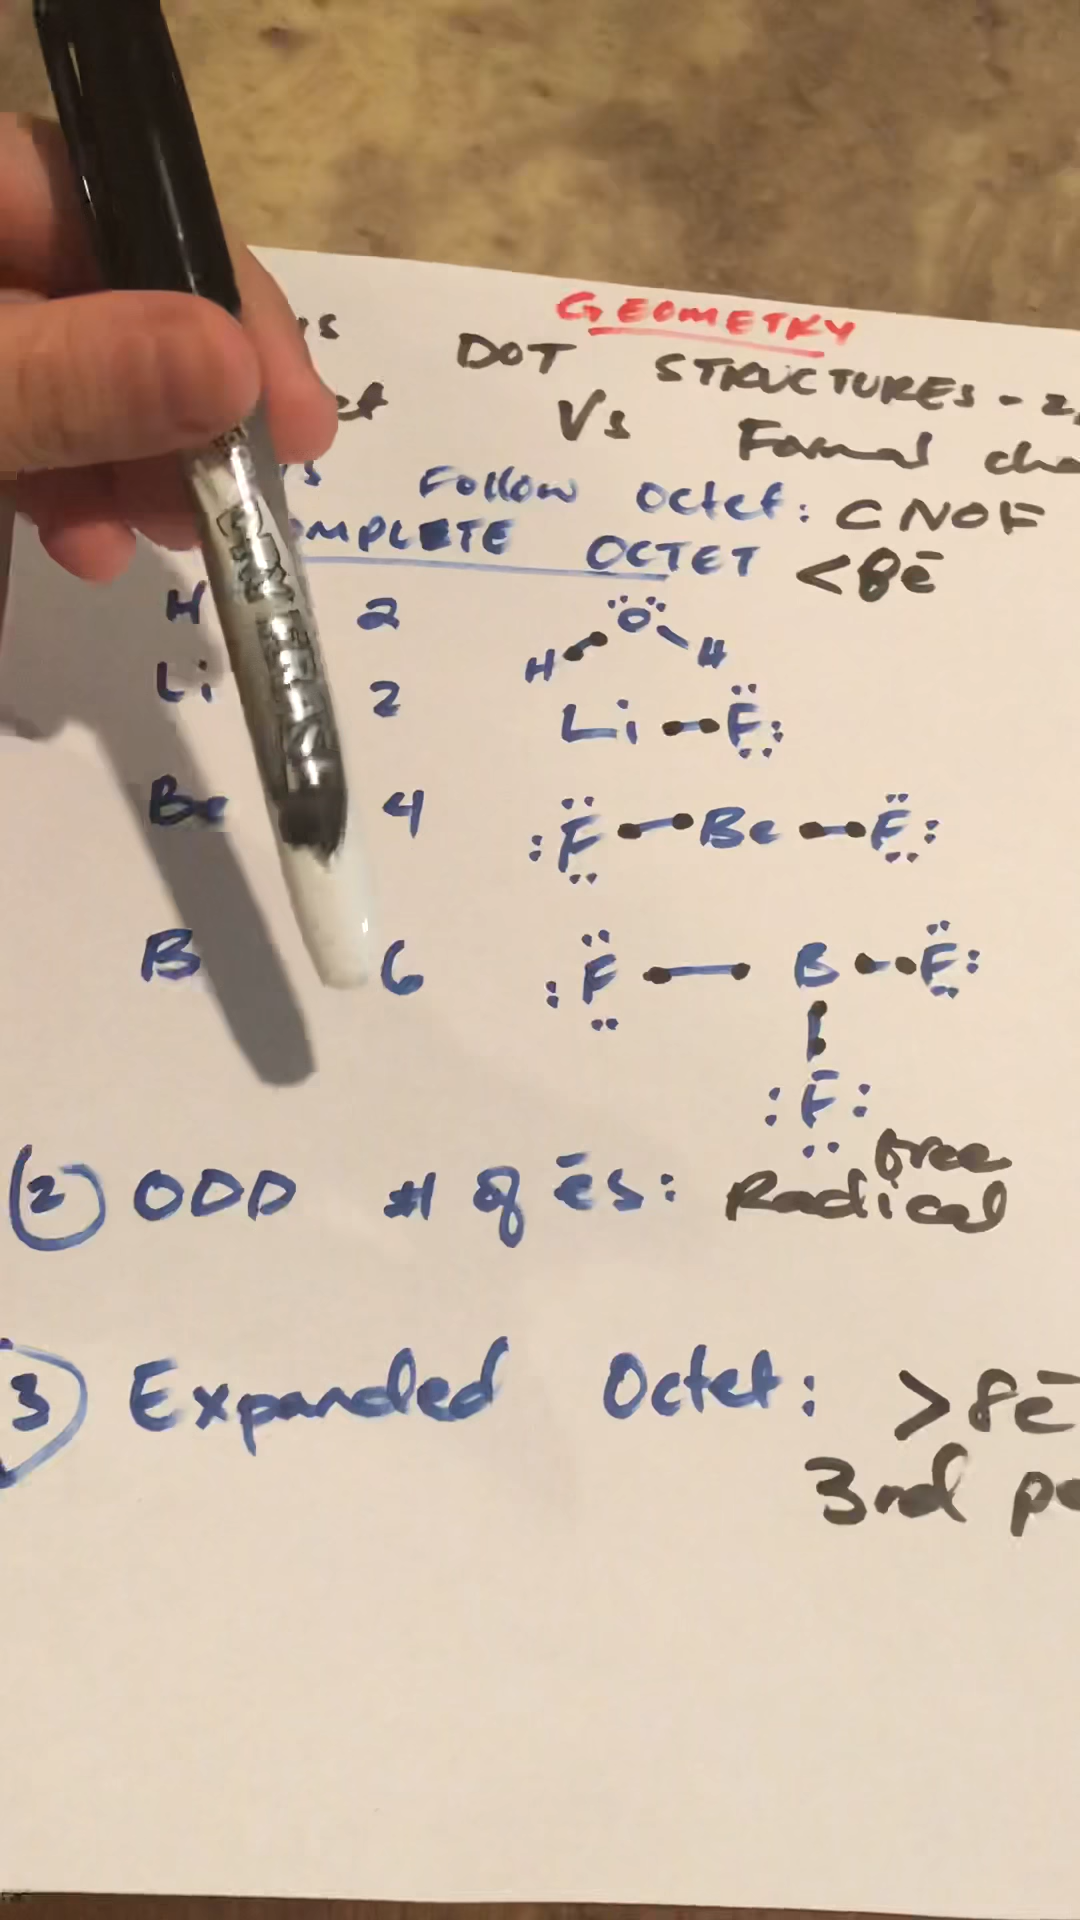 GEOMETRY
DOT STRUCTURES - 2
Vs Formal
Follow Octet: CNOF
OMPLETE OCTET <8ē
H 2 H O H
Li 2 Li F
Be 4 F Be F
B 6 F B F
F
② ODD # of ēs: free Radical
③ Expanded Octet: >8ē
3rd